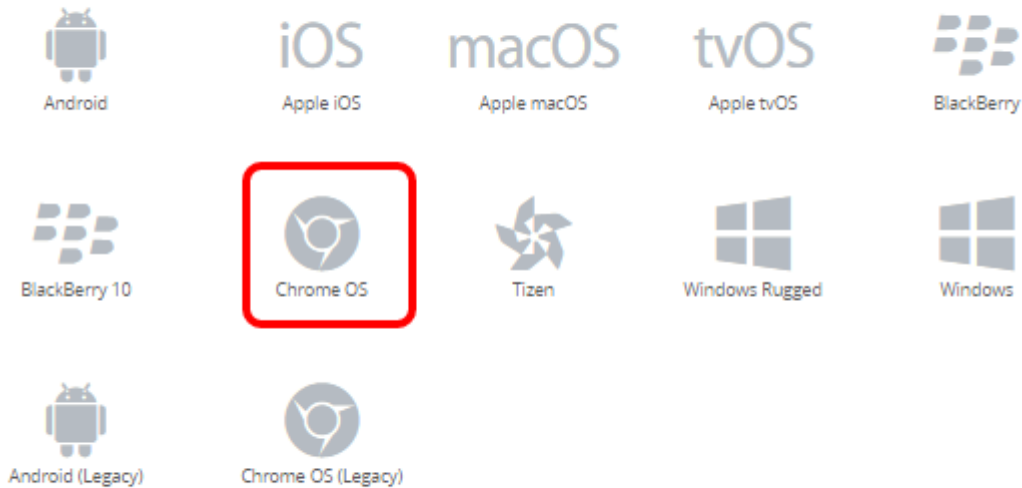 iOS
macOS
tvOS
Android
Apple iOS
Apple macOS
Apple tvOS
BlackBerry
BlackBerry 10
Chrome OS
Tizen
Windows Rugged
Windows
Android (Legacy)
Chrome OS (Legacy)